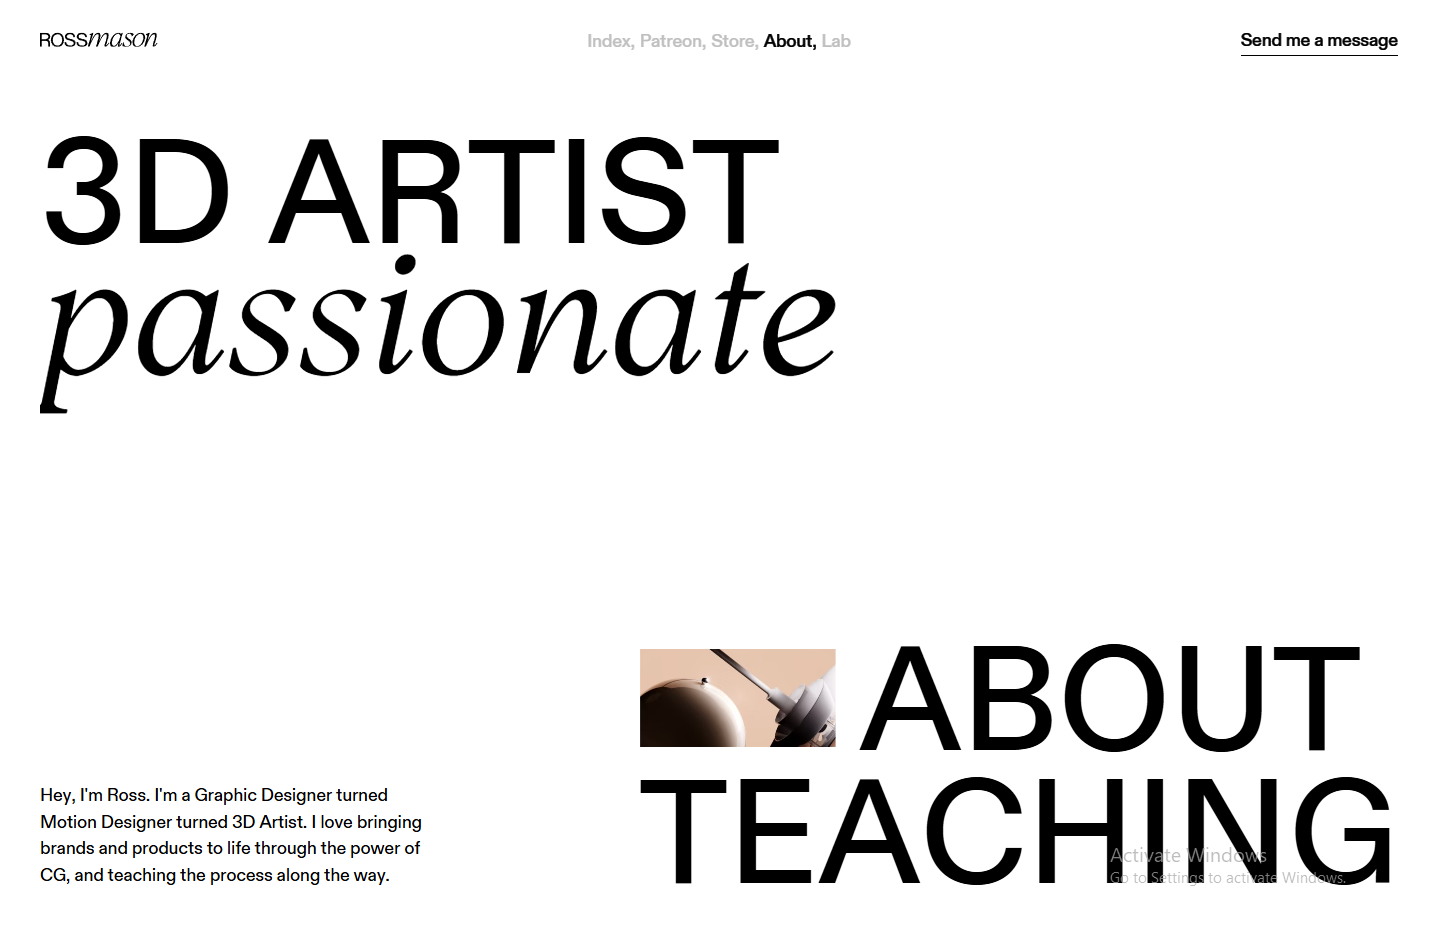 ROSSmason
Index, Patreon, Store, About, Lab
Send me a message
3D ARTIST
passionate
ABOUT
TEACHING
Hey, I'm Ross. I'm a Graphic Designer turned
Motion Designer turned 3D Artist. I love bringing
brands and products to life through the power of
CG, and teaching the process along the way.
Activate Windows
Go to Settings to activate Windows.